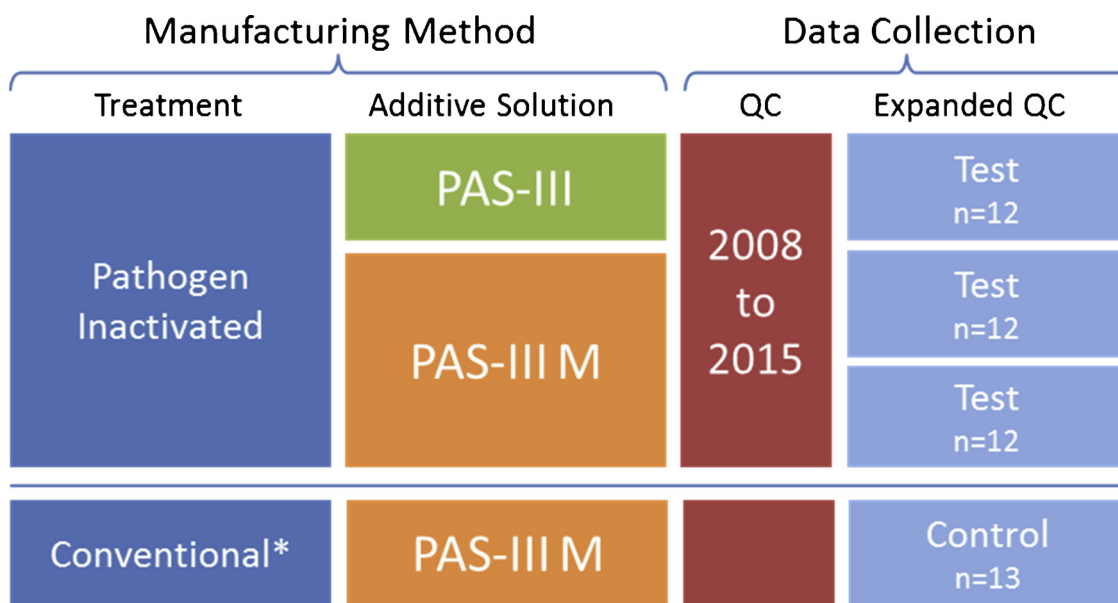 Manufacturing Method
Data Collection
Treatment
Additive Solution
QC
Expanded QC
Pathogen
Inactivated
PAS-III
PAS-III M
2008
to
2015
Test
n=12
Test
n=12
Test
n=12
Conventional*
PAS-III M
Control
n=13